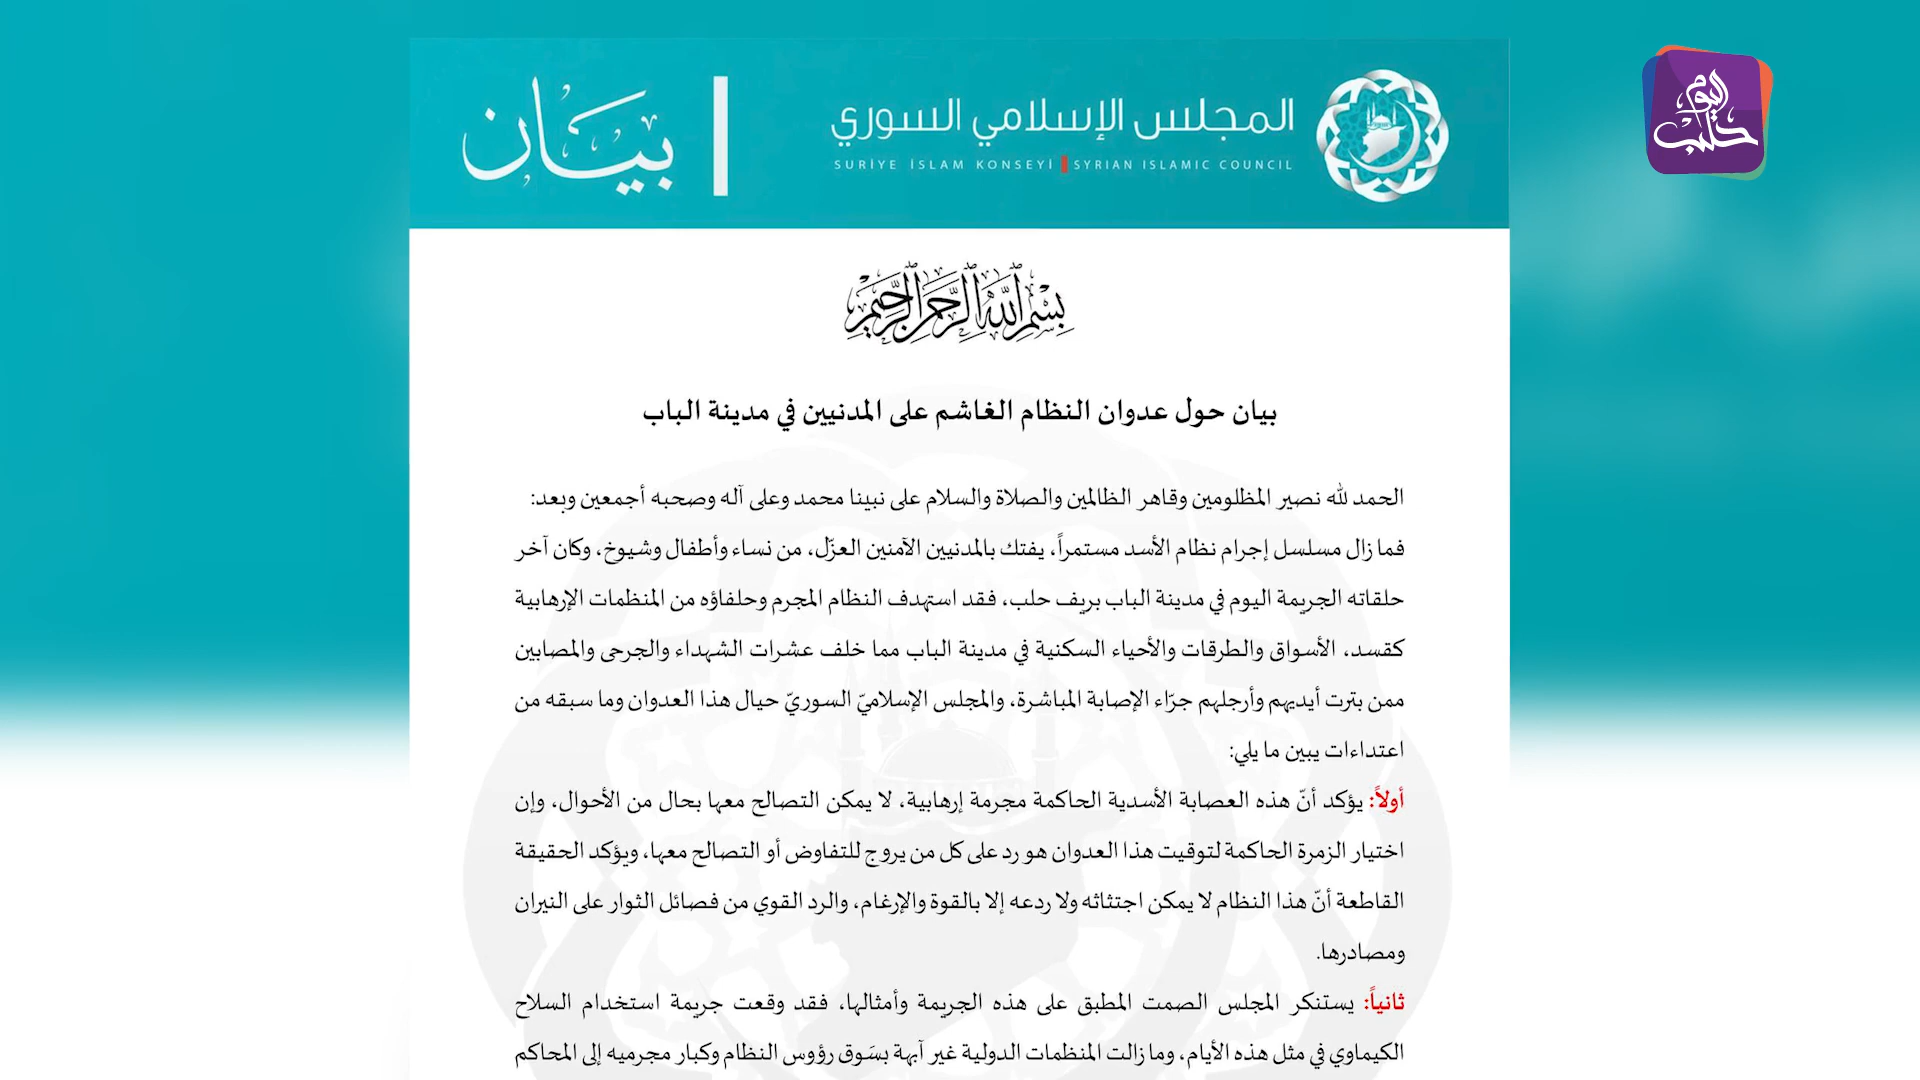 اليوم
حلب
المجلس الإسلامي السوري
SURİYE İSLAM KONSEYİ | SYRIAN ISLAMIC COUNCIL
بيان
بسم الله الرحمن الرحيم
بيان حول عدوان النظام الغاشم على المدنيين في مدينة الباب
الحمد لله نصير المظلومين وقاهر الظالمين والصلاة والسلام على نبينا محمد وعلى آله وصحبه أجمعين وبعد:
فما زال مسلسل إجرام نظام الأسد مستمراً، يفتك بالمدنيين الآمنين العزّل، من نساء وأطفال وشيوخ، وكان آخر
حلقاته الجريمة اليوم في مدينة الباب بريف حلب، فقد استهدف النظام المجرم وحلفاؤه من المنظمات الإرهابية
كقسد، الأسواق والطرقات والأحياء السكنية في مدينة الباب مما خلف عشرات الشهداء والجرحى والمصابين
ممن بترت أيديهم وأرجلهم جرّاء الإصابة المباشرة، والمجلس الإسلاميّ السوريّ حيال هذا العدوان وما سبقه من
اعتداءات يبين ما يلي:
أولاً: يؤكد أنّ هذه العصابة الأسدية الحاكمة مجرمة إرهابية، لا يمكن التصالح معها بحال من الأحوال، وإن
اختيار الزمرة الحاكمة لتوقيت هذا العدوان هو رد على كل من يروج للتفاوض أو التصالح معها، ويؤكد الحقيقة
القاطعة أنّ هذا النظام لا يمكن اجتثاثه ولا ردعه إلا بالقوة والإرغام، والرد القوي من فصائل الثوار على النيران
ومصادرها.
ثانياً: يستنكر المجلس الصمت المطبق على هذه الجريمة وأمثالها، فقد وقعت جريمة استخدام السلاح
الكيماوي في مثل هذه الأيام، وما زالت المنظمات الدولية غير آبهة بسَوق رؤوس النظام وكبار مجرميه إلى المحاكم